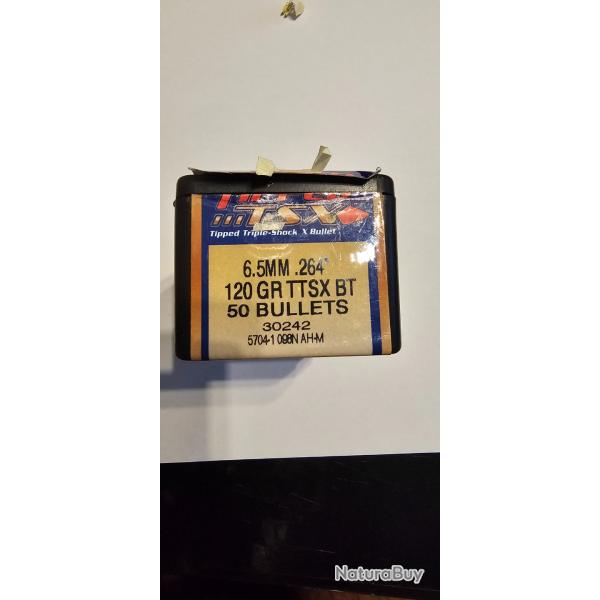 TSX
Tipped Triple-Shock X Bullet
6.5MM .264"
120 GR TTSX BT
50 BULLETS
30242
5704-1 098N AH-M
NaturaBuy